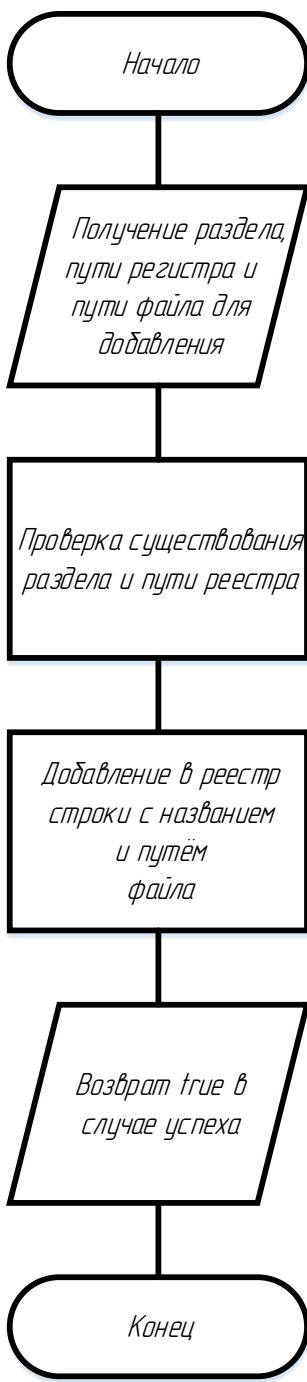 Начало
Получение раздела,
пути регистра и
пути файла для
добавления
Проверка существования
раздела и пути реестра
Добавление в реестр
строки с названием
и путём
файла
Возврат true в
случае успеха
Конец